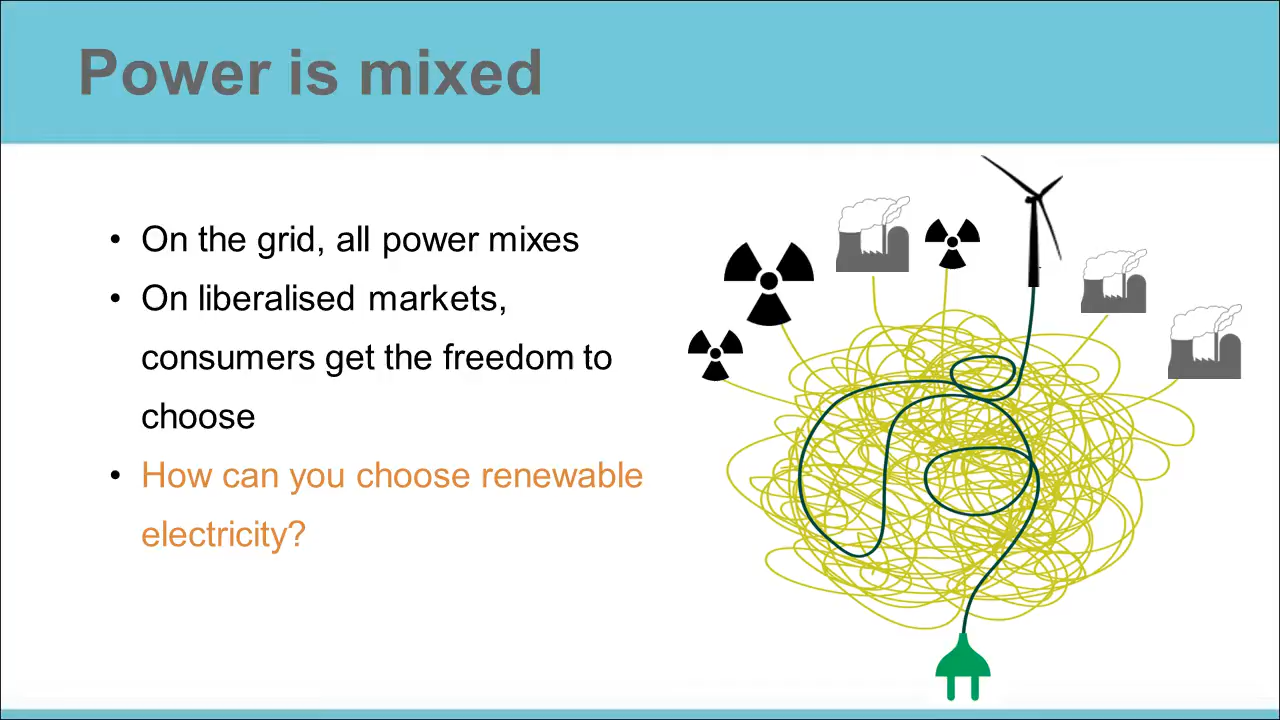 Power is mixed
• On the grid, all power mixes
• On liberalised markets,
consumers get the freedom to
choose
• How can you choose renewable
electricity?